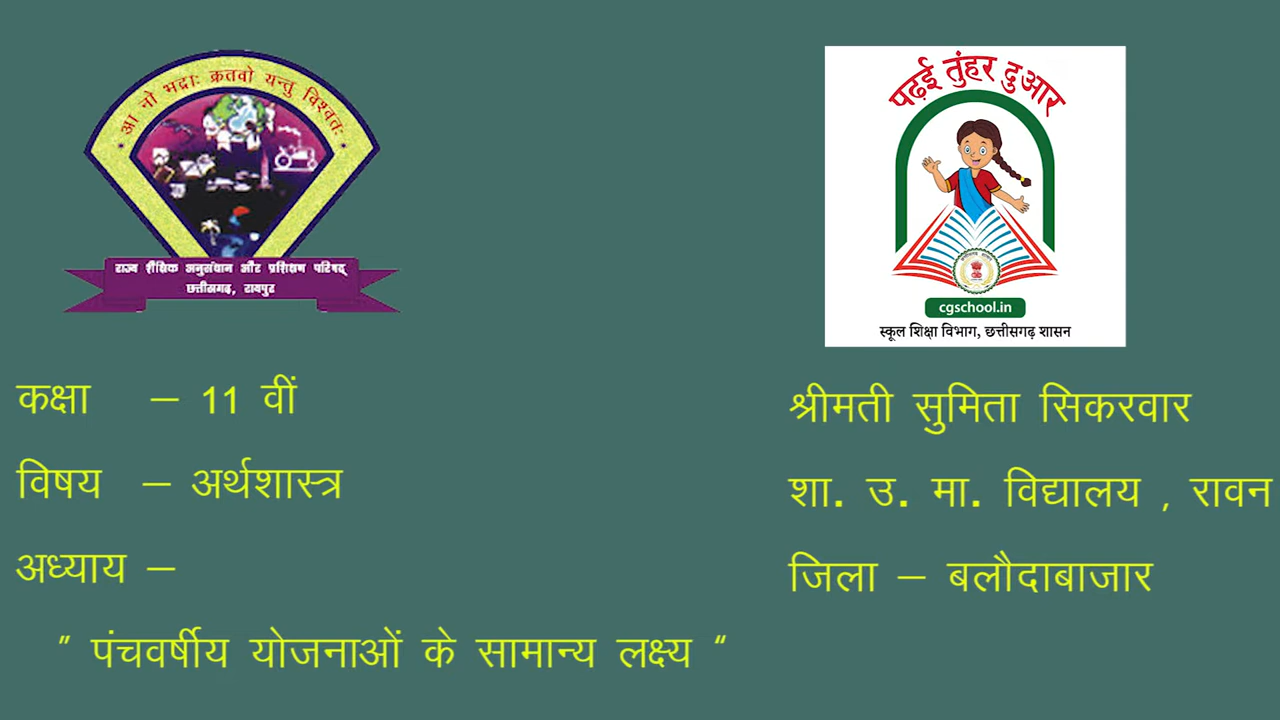 आ नो भद्राः क्रतवो यन्तु विश्वतः
राज्य शैक्षिक अनुसंधान और प्रशिक्षण परिषद्
छत्तीसगढ़, रायपुर
पढ़ई तुंहर दुआर
cgschool.in
स्कूल शिक्षा विभाग, छत्तीसगढ़ शासन
कक्षा – 11 वीं
विषय – अर्थशास्त्र
अध्याय –
" पंचवर्षीय योजनाओं के सामान्य लक्ष्य "
श्रीमती सुमिता सिकरवार
शा. उ. मा. विद्यालय , रावन
जिला – बलौदाबाजार